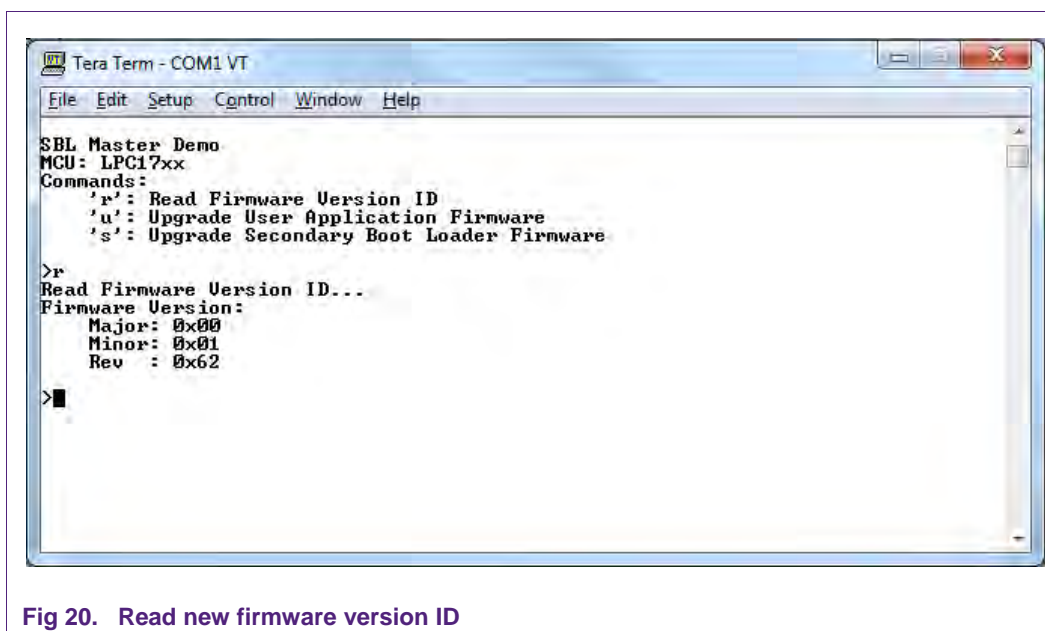 Tera Term - COM1 VT
File Edit Setup Control Window Help
SBL Master Demo
MCU: LPC17xx
Commands:
'r': Read Firmware Version ID
'u': Upgrade User Application Firmware
's': Upgrade Secondary Boot Loader Firmware
>r
Read Firmware Version ID...
Firmware Version:
Major: 0x00
Minor: 0x01
Rev : 0x62
>
Fig 20. Read new firmware version ID